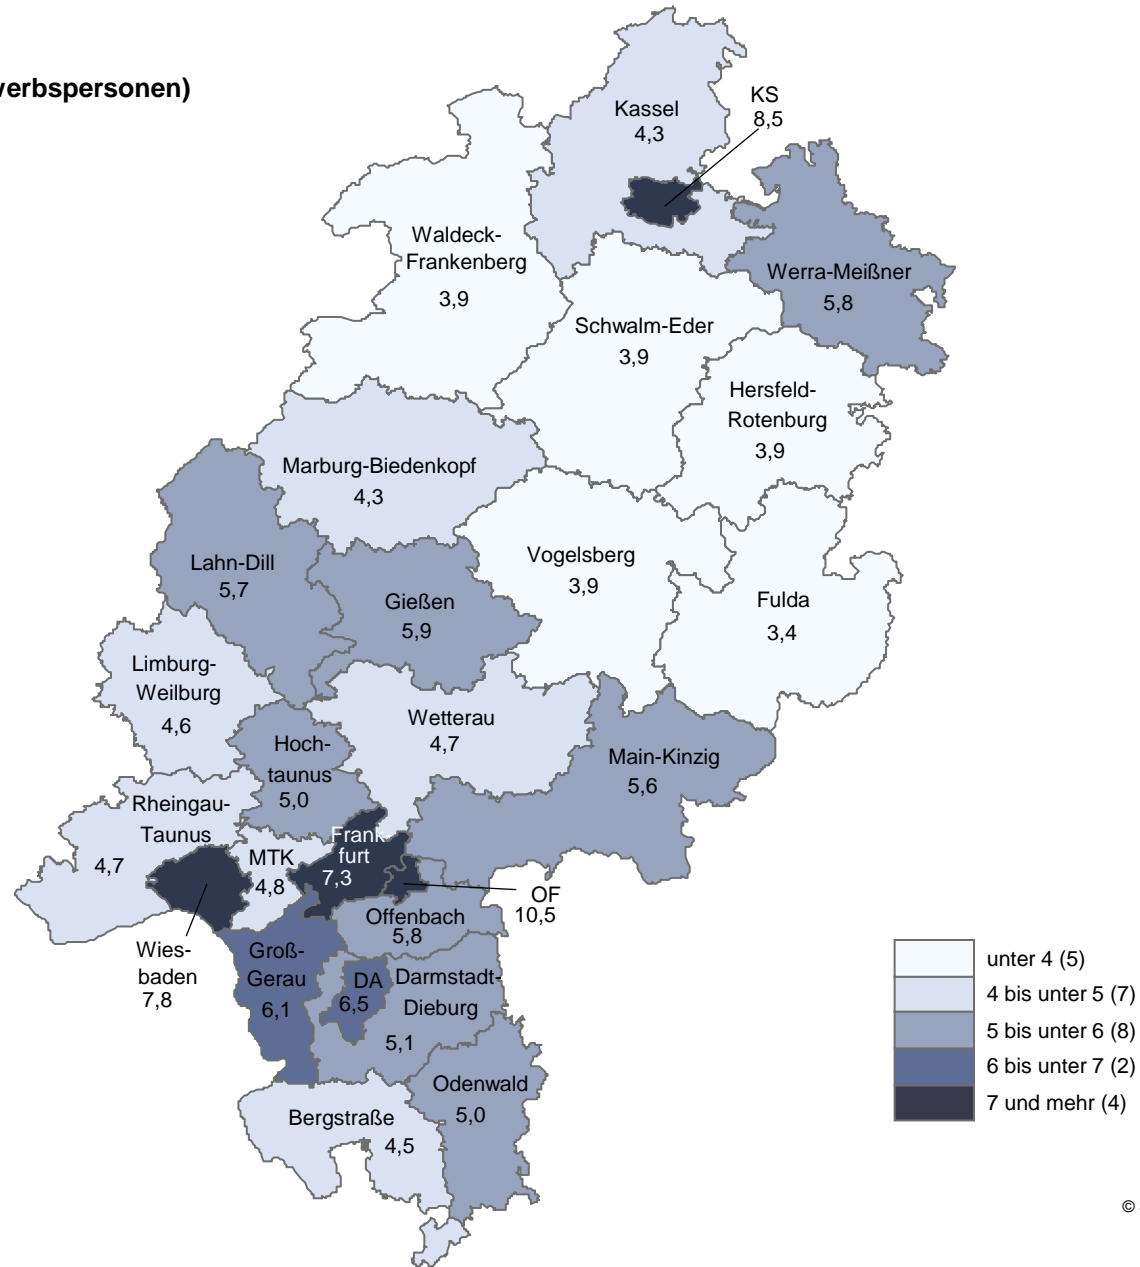 werbspersonen)
KS
8,5
Kassel
4,3
Waldeck-
Frankenberg
3,9
Werra-Meißner
5,8
Schwalm-Eder
3,9
Hersfeld-
Rotenburg
3,9
Marburg-Biedenkopf
4,3
Lahn-Dill
5,7
Vogelsberg
3,9
Gießen
5,9
Fulda
3,4
Limburg-
Weilburg
4,6
Wetterau
4,7
Hoch-
taunus
5,0
Main-Kinzig
5,6
Rheingau-
Taunus
4,7
Frank-
furt
7,3
MTK
4,8
OF
10,5
Offenbach
5,8
Wies-
baden
7,8
Groß-
Gerau
6,1
DA
6,5
Darmstadt-
Dieburg
5,1
Odenwald
5,0
Bergstraße
4,5
unter 4 (5)
4 bis unter 5 (7)
5 bis unter 6 (8)
6 bis unter 7 (2)
7 und mehr (4)
©